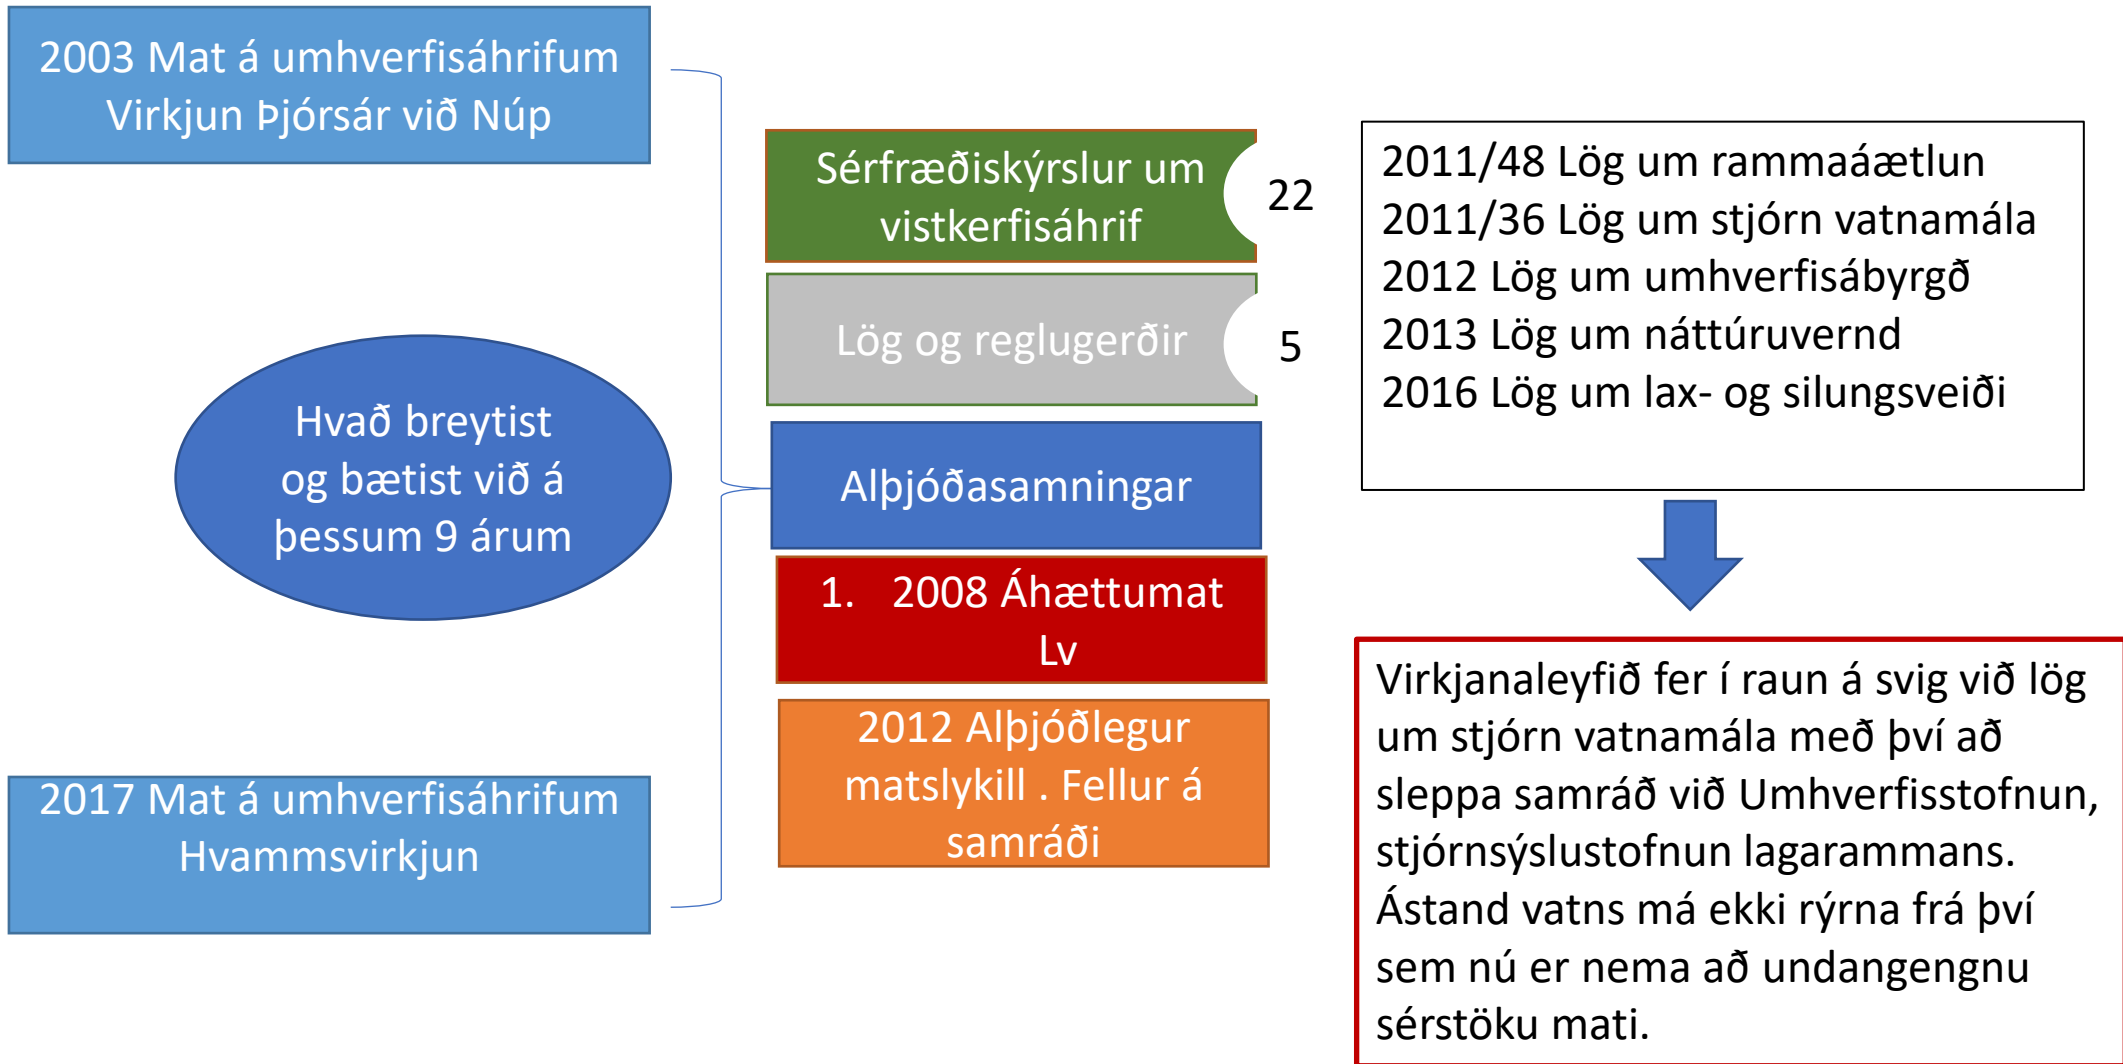 2003 Mat á umhverfisáhrifum
Virkjun Þjórsár við Núp
Hvað breytist
og bætist við á
þessum 9 árum
2017 Mat á umhverfisáhrifum
Hvammsvirkjun
Sérfræðiskýrslur um
vistkerfisáhrif
22
Lög og reglugerðir
5
Alþjóðasamningar
1. 2008 Áhættumat
Lv
2012 Alþjóðlegur
matslykill . Fellur á
samráði
2011/48 Lög um rammaáætlun
2011/36 Lög um stjórn vatnamála
2012 Lög um umhverfisábyrgð
2013 Lög um náttúruvernd
2016 Lög um lax- og silungsveiði
Virkjanaleyfið fer í raun á svig við lög
um stjórn vatnamála með því að
sleppa samráð við Umhverfisstofnun,
stjórnsýslustofnun lagarammans.
Ástand vatns má ekki rýrna frá því
sem nú er nema að undangengnu
sérstöku mati.